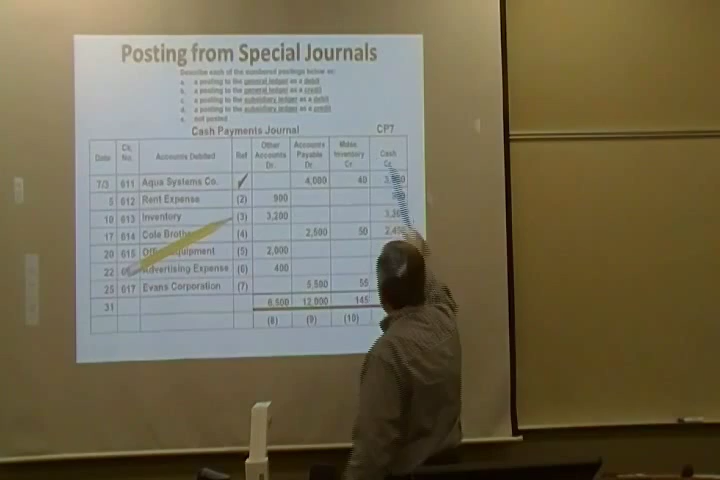 Posting from Special Journals
Describe each of the numbered postings below as:
a. a posting to the general ledger as a debit
b. a posting to the general ledger as a credit
c. a posting to the subsidiary ledger as a debit
d. a posting to the subsidiary ledger as a credit
e. not posted
Cash Payments Journal CP7
Date Ck. No. Accounts Debited Ref Other Accounts Dr. Accounts Payable Dr. Inventory Cr. Cash Cr.
7/3 611 Aqua Systems Co. ✓ 4,000 40
5 612 Rent Expense (2) 900
10 613 Inventory (3) 3,200
17 614 Cole (4) 2,500 50
20 615 Equipment (5) 2,000
22 Advertising Expense (6) 400
25 617 Evans Corporation (7) 5,500 55
31 6,500 12,000 145
(8) (9) (10)